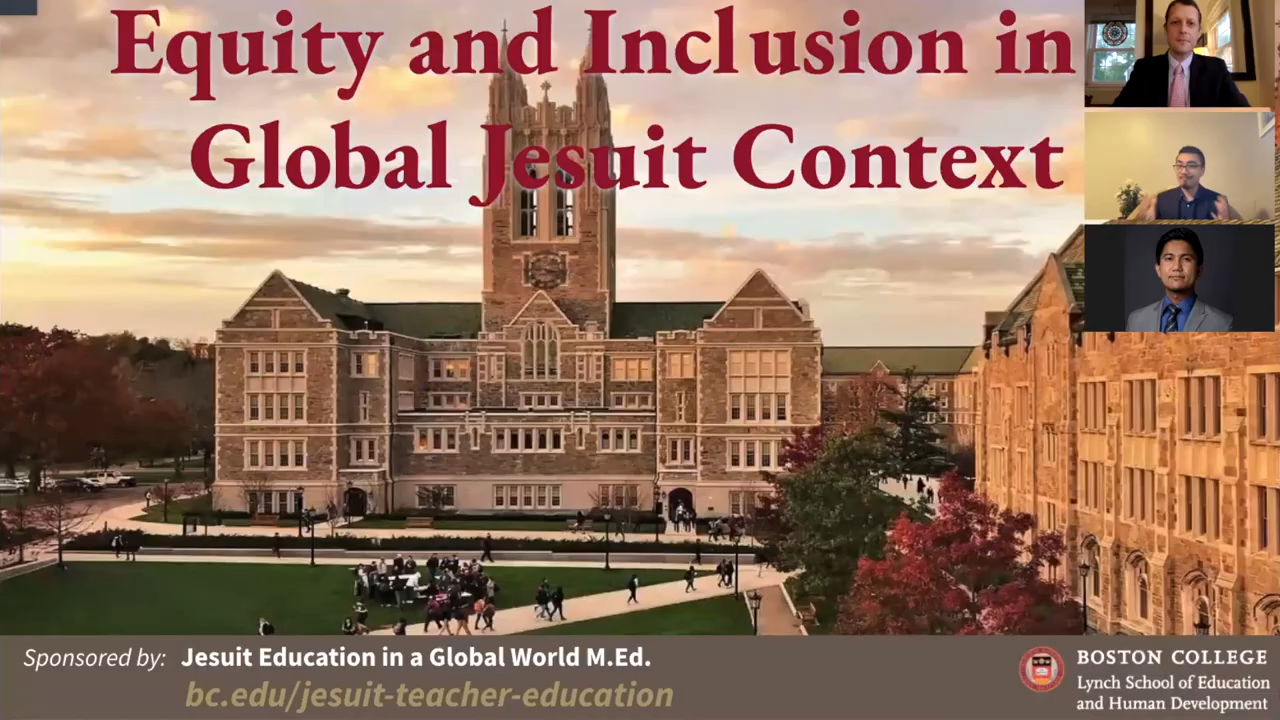 Equity and Inclusion in
Global Jesuit Context
Sponsored by: Jesuit Education in a Global World M.Ed.
bc.edu/jesuit-teacher-education
BOSTON COLLEGE
Lynch School of Education
and Human Development